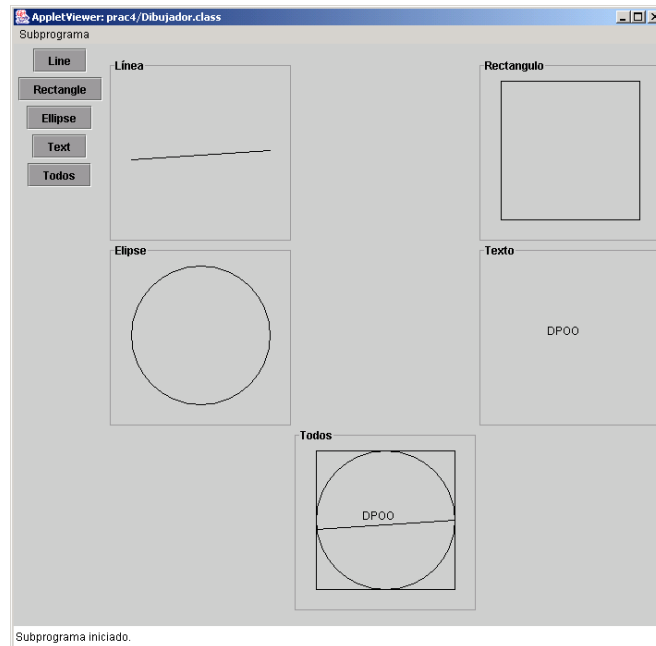 AppletViewer: prac4/Dibujador.class
Subprograma
Line
Rectangle
Ellipse
Text
Todos
Línea
Rectangulo
Elipse
Texto
DPOO
Todos
DPOO
Subprograma iniciado.